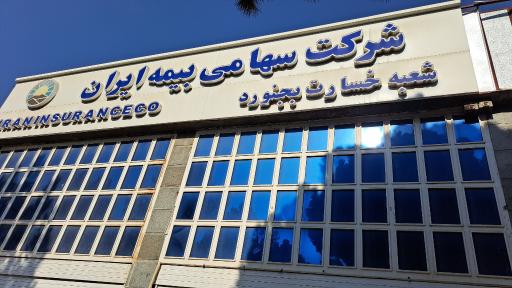 شرکت سهامی بیمه ایران
شعبه خسارت بجنورد
IRANINSURANCECO